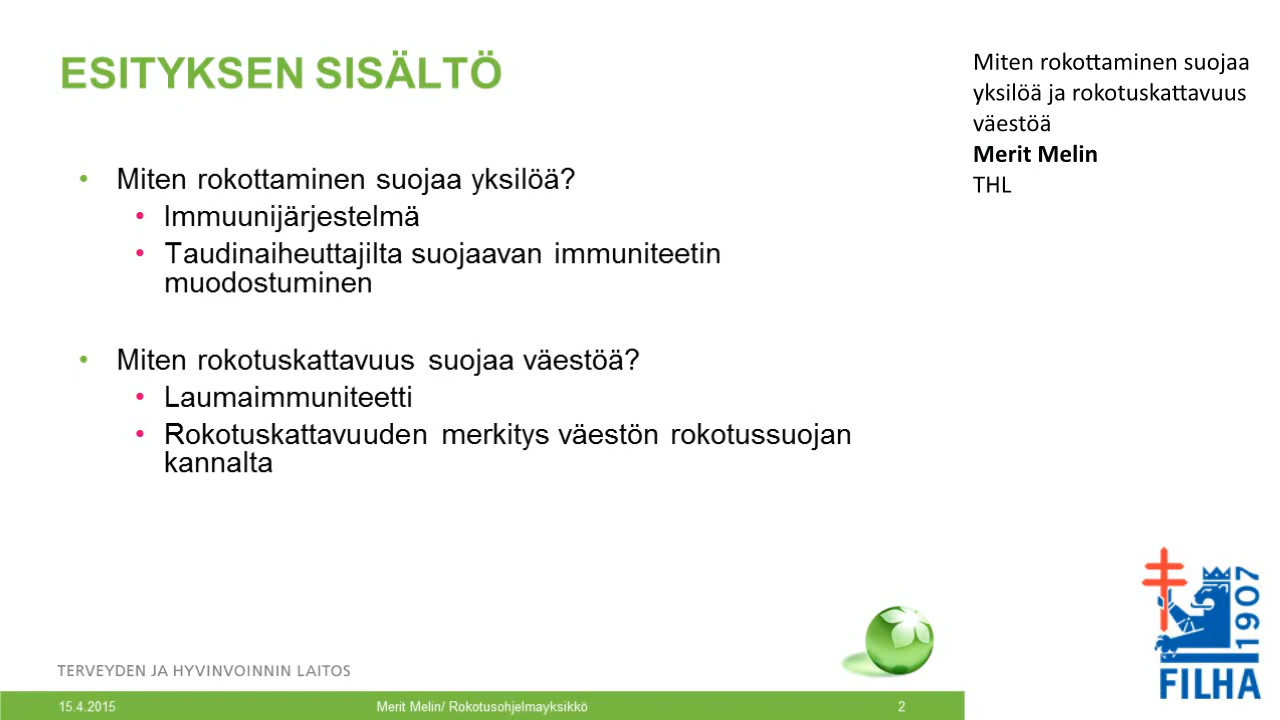 ESITYKSEN SISÄLTÖ
• Miten rokottaminen suojaa yksilöä?
• Immuunijärjestelmä
• Taudinaiheuttajilta suojaavan immuniteetin
muodostuminen
• Miten rokotuskattavuus suojaa väestöä?
• Laumaimmuniteetti
• Rokotuskattavuuden merkitys väestön rokotussuojan
kannalta
TERVEYDEN JA HYVINVOINNIN LAITOS
15.4.2015 Merit Melin/ Rokotusohjelmayksikkö 2
Miten rokottaminen suojaa
yksilöä ja rokotuskattavuus
väestöä
Merit Melin
THL
1907
FILHA